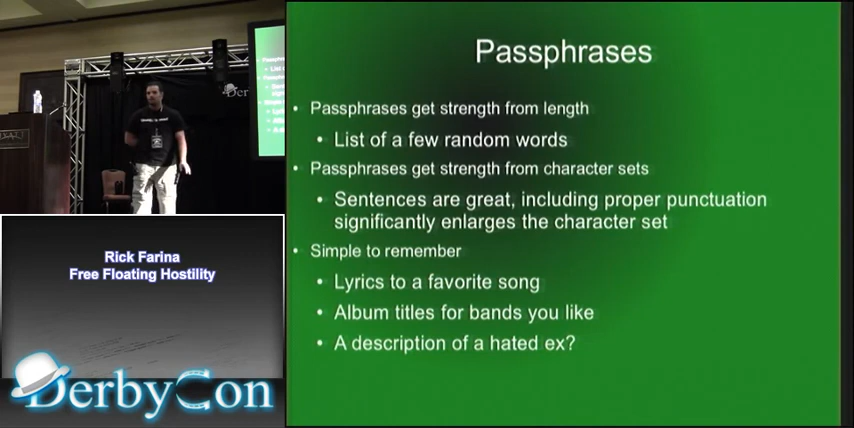 Passphrases
• Passphrases get strength from length
• List of a few random words
• Passphrases get strength from character sets
• Sentences are great, including proper punctuation
significantly enlarges the character set
• Simple to remember
• Lyrics to a favorite song
• Album titles for bands you like
• A description of a hated ex?
Rick Farina
Free Floating Hostility
DerbyCon